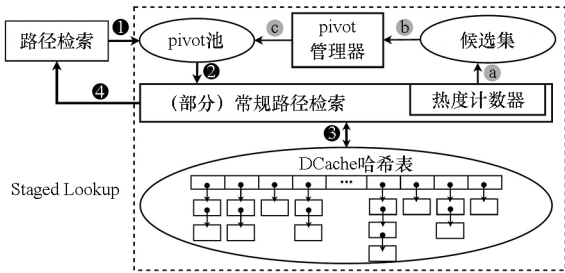 路径检索
❶
pivot池
c
pivot
管理器
b
候选集
❷
a
❹
（部分）常规路径检索
热度计数器
❸
DCache哈希表
...
Staged Lookup